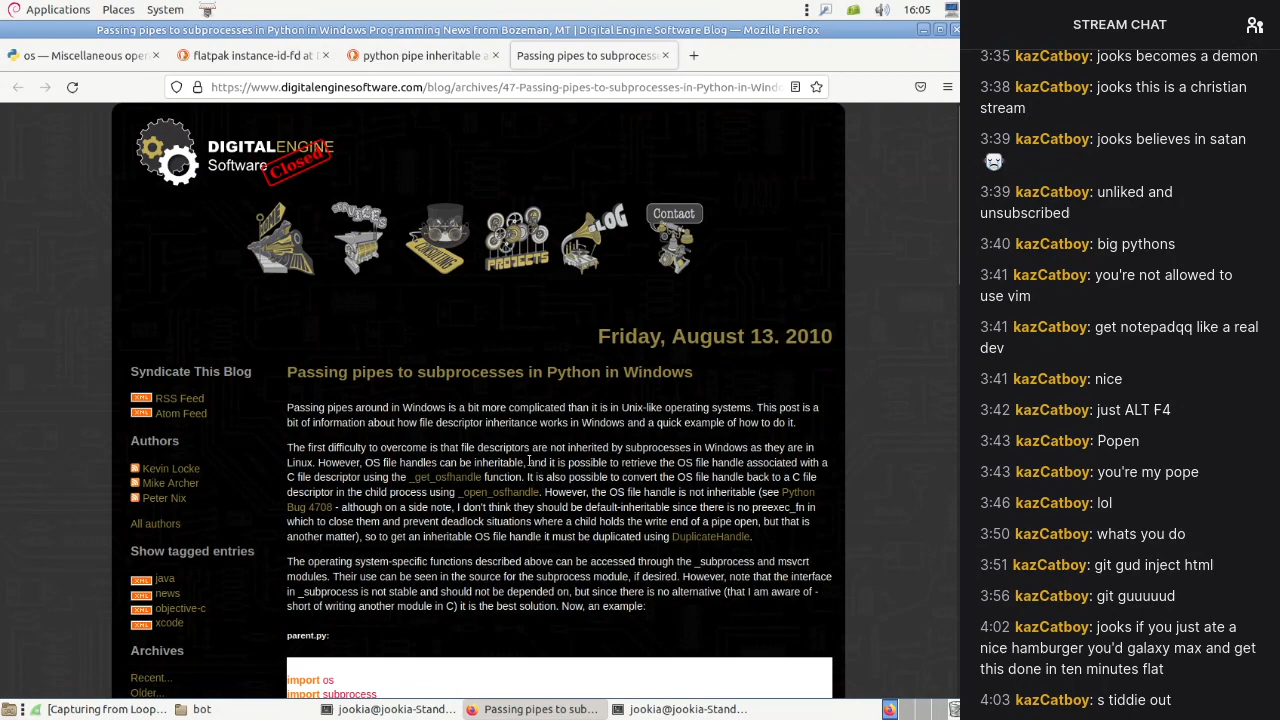 Applications Places System 16:05
Passing pipes to subprocesses in Python in Windows Programming News from Bozeman, MT | Digital Engine Software Blog — Mozilla Firefox
os — Miscellaneous oper
flatpak instance-id-fd at D
python pipe inheritable a
Passing pipes to subprocesse
https://www.digitalenginesoftware.com/blog/archives/47-Passing-pipes-to-subprocesses-in-Python-in-Windo
DIGITALENGINE
Software
Closed
SERVICES
CONSULTING
PROJECTS
BLOG
Contact
Friday, August 13. 2010
Syndicate This Blog
XML RSS Feed
XML Atom Feed
Authors
Kevin Locke
Mike Archer
Peter Nix
All authors
Show tagged entries
XML java
XML news
XML objective-c
XML xcode
Archives
Recent...
Older...
Passing pipes to subprocesses in Python in Windows
Passing pipes around in Windows is a bit more complicated than it is in Unix-like operating systems. This post is a
bit of information about how file descriptor inheritance works in Windows and a quick example of how to do it.
The first difficulty to overcome is that file descriptors are not inherited by subprocesses in Windows as they are in
Linux. However, OS file handles can be inheritable, and it is possible to retrieve the OS file handle associated with a
C file descriptor using the _get_osfhandle function. It is also possible to convert the OS file handle back to a C file
descriptor in the child process using _open_osfhandle. However, the OS file handle is not inheritable (see Python
Bug 4708 - although on a side note, I don't think they should be default-inheritable since there is no preexec_fn in
which to close them and prevent deadlock situations where a child holds the write end of a pipe open, but that is
another matter), so to get an inheritable OS file handle it must be duplicated using DuplicateHandle.
The operating system-specific functions described above can be accessed through the _subprocess and msvcrt
modules. Their use can be seen in the source for the subprocess module, if desired. However, note that the interface
in _subprocess is not stable and should not be depended on, but since there is no alternative (that I am aware of -
short of writing another module in C) it is the best solution. Now, an example:
parent.py:
import os
import subprocess
[Capturing from Loop...
bot
jookia@jookia-Stand...
Passing pipes to sub...
jookia@jookia-Stand...
STREAM CHAT
3:35 kazCatboy: jooks becomes a demon
3:38 kazCatboy: jooks this is a christian
stream
3:39 kazCatboy: jooks believes in satan
3:39 kazCatboy: unliked and
unsubscribed
3:40 kazCatboy: big pythons
3:41 kazCatboy: you're not allowed to
use vim
3:41 kazCatboy: get notepadqq like a real
dev
3:41 kazCatboy: nice
3:42 kazCatboy: just ALT F4
3:43 kazCatboy: Popen
3:43 kazCatboy: you're my pope
3:46 kazCatboy: lol
3:50 kazCatboy: whats you do
3:51 kazCatboy: git gud inject html
3:56 kazCatboy: git guuuuud
4:02 kazCatboy: jooks if you just ate a
nice hamburger you'd galaxy max and get
this done in ten minutes flat
4:03 kazCatboy: s tiddie out